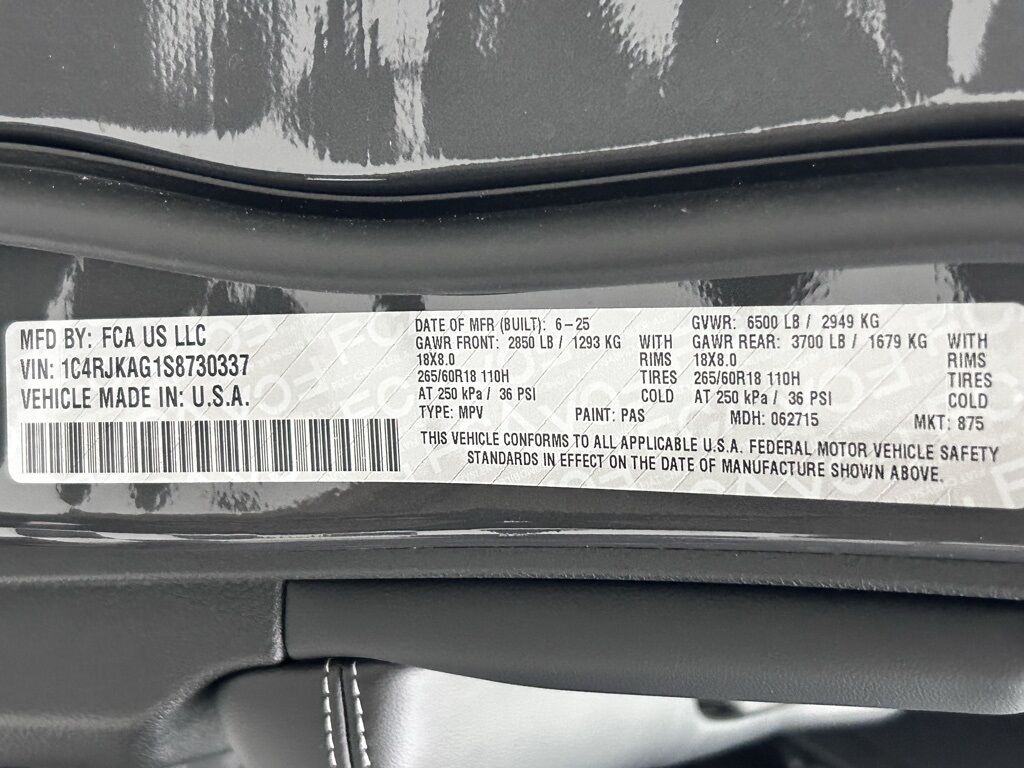 MFD BY: FCA US LLC
VIN: 1C4RJKAG1S8730337
VEHICLE MADE IN: U.S.A.
DATE OF MFR (BUILT): 6-25
GVWR: 6500 LB / 2949 KG
GAWR FRONT: 2850 LB / 1293 KG WITH
18X8.0 RIMS
265/60R18 110H TIRES
AT 250 kPa / 36 PSI COLD
GAWR REAR: 3700 LB / 1679 KG WITH
18X8.0 RIMS
265/60R18 110H TIRES
AT 250 kPa / 36 PSI COLD
TYPE: MPV PAINT: PAS MDH: 062715 MKT: 875
THIS VEHICLE CONFORMS TO ALL APPLICABLE U.S.A. FEDERAL MOTOR VEHICLE SAFETY
STANDARDS IN EFFECT ON THE DATE OF MANUFACTURE SHOWN ABOVE.